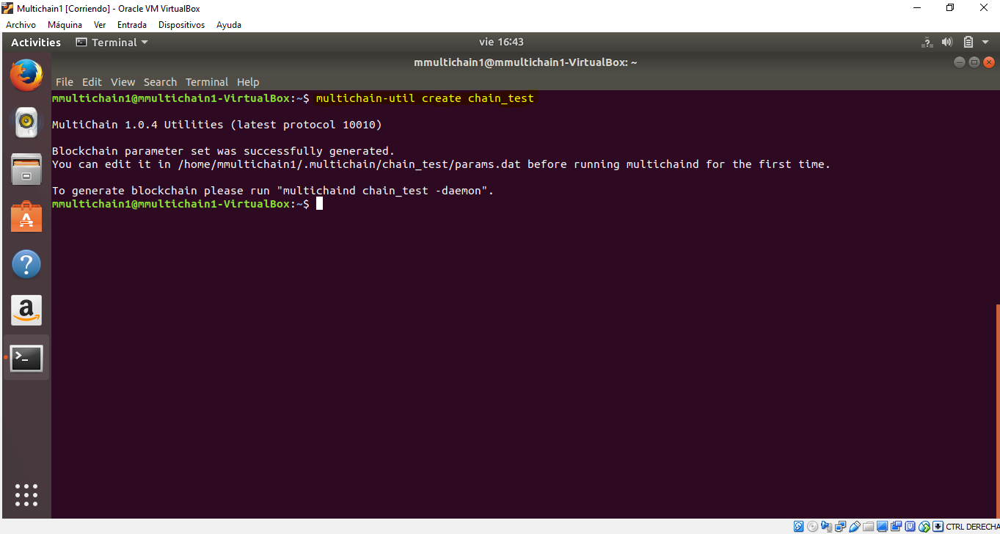 Multichain1 [Corriendo] - Oracle VM VirtualBox
Archivo Máquina Ver Entrada Dispositivos Ayuda
Activities Terminal vie 16:43
mmultichain1@mmultichain1-VirtualBox: ~
File Edit View Search Terminal Help
mmultichain1@mmultichain1-VirtualBox:~$ multichain-util create chain_test
MultiChain 1.0.4 Utilities (latest protocol 10010)
Blockchain parameter set was successfully generated.
You can edit it in /home/mmultichain1/.multichain/chain_test/params.dat before running multichaind for the first time.
To generate blockchain please run "multichaind chain_test -daemon".
mmultichain1@mmultichain1-VirtualBox:~$
CTRL DERECHA